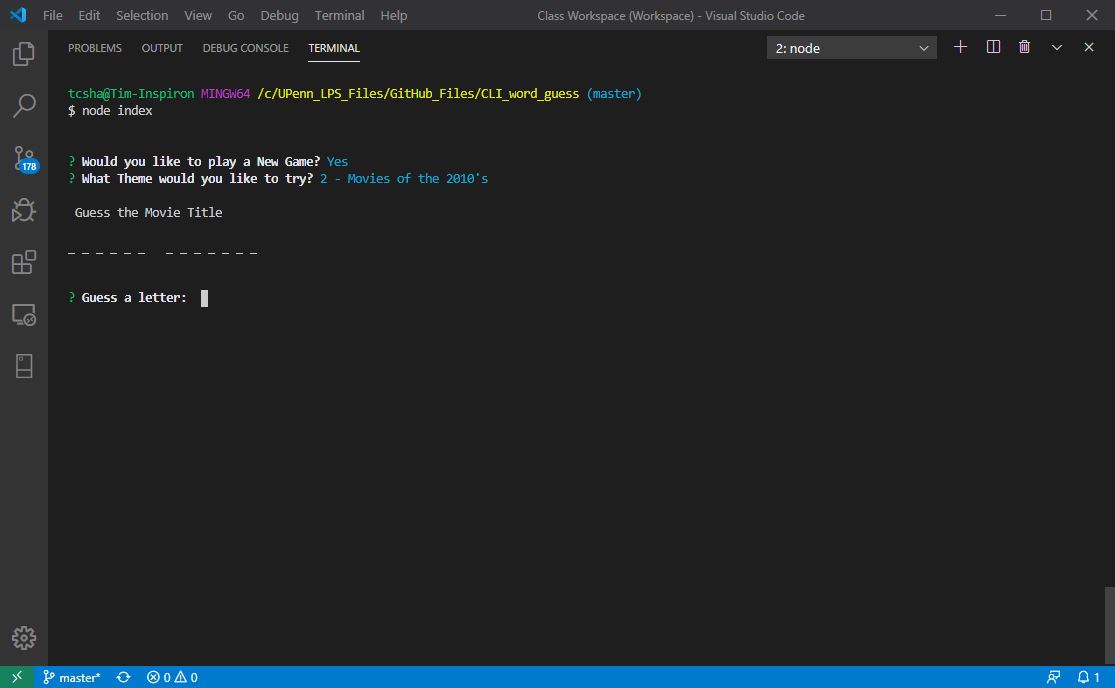 File Edit Selection View Go Debug Terminal Help Class Workspace (Workspace) - Visual Studio Code
PROBLEMS OUTPUT DEBUG CONSOLE TERMINAL 2: node
tcsha@Tim-Inspiron MINGW64 /c/UPenn_LPS_Files/GitHub_Files/CLI_word_guess (master)
$ node index
? Would you like to play a New Game? Yes
? What Theme would you like to try? 2 - Movies of the 2010's
Guess the Movie Title
_ _ _ _ _ _   _ _ _ _ _ _ _
? Guess a letter:
178
master* 0 0 1